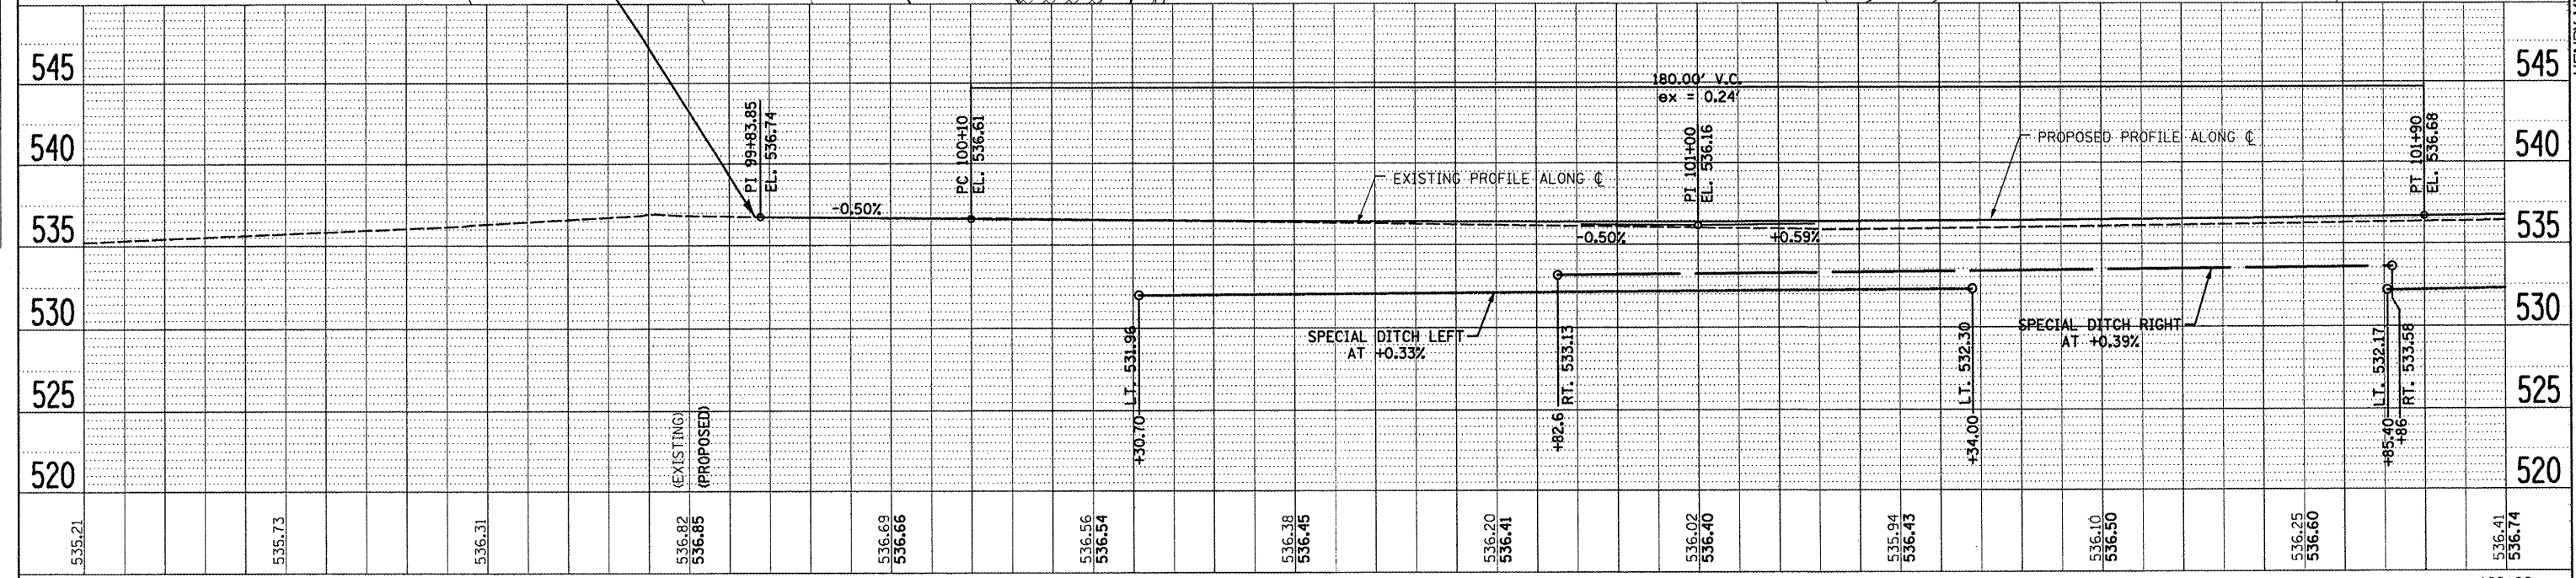 545
545
180.00' V.C.
ex = 0.24'
PI 99+83.85
EL. 536.74
PC 100+10
EL. 536.61
PI 101+00
EL. 536.16
PT 101+90
EL. 536.68
540
540
PROPOSED PROFILE ALONG ℄
EXISTING PROFILE ALONG ℄
-0.50%
535
535
-0.50%
+0.59%
530
530
SPECIAL DITCH LEFT
AT +0.33%
SPECIAL DITCH RIGHT
AT +0.39%
+30.70 LT. 531.96
+82.6 RT. 533.13
+34.00 LT. 532.30
+85.40 LT. 532.17
+86 RT. 533.58
525
525
(EXISTING)
(PROPOSED)
520
520
535.21
535.73
536.31
536.82
536.85
536.69
536.66
536.56
536.54
536.38
536.45
536.20
536.41
536.02
536.40
535.94
536.43
536.10
536.50
536.25
536.60
536.41
536.74